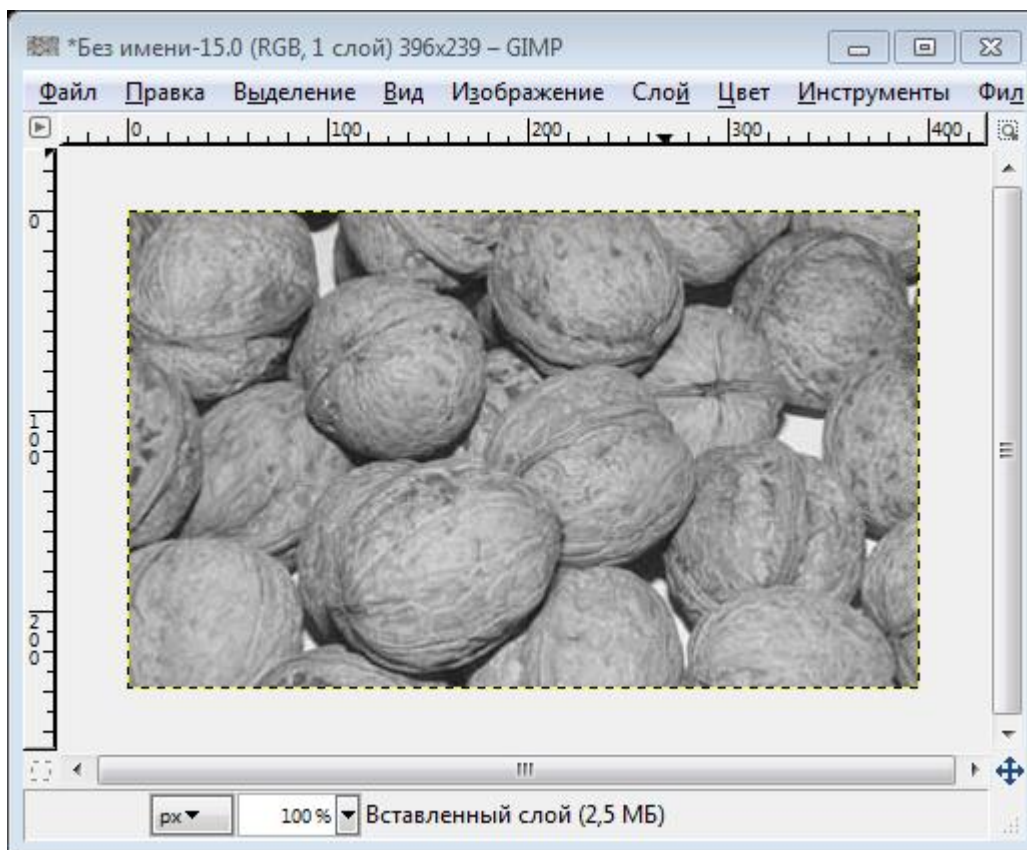 *Без имени-15.0 (RGB, 1 слой) 396x239 – GIMP
Файл Правка Выделение Вид Изображение Слой Цвет Инструменты Фил
0 100 200 300 400
0
100
200
px 100 % Вставленный слой (2,5 МБ)